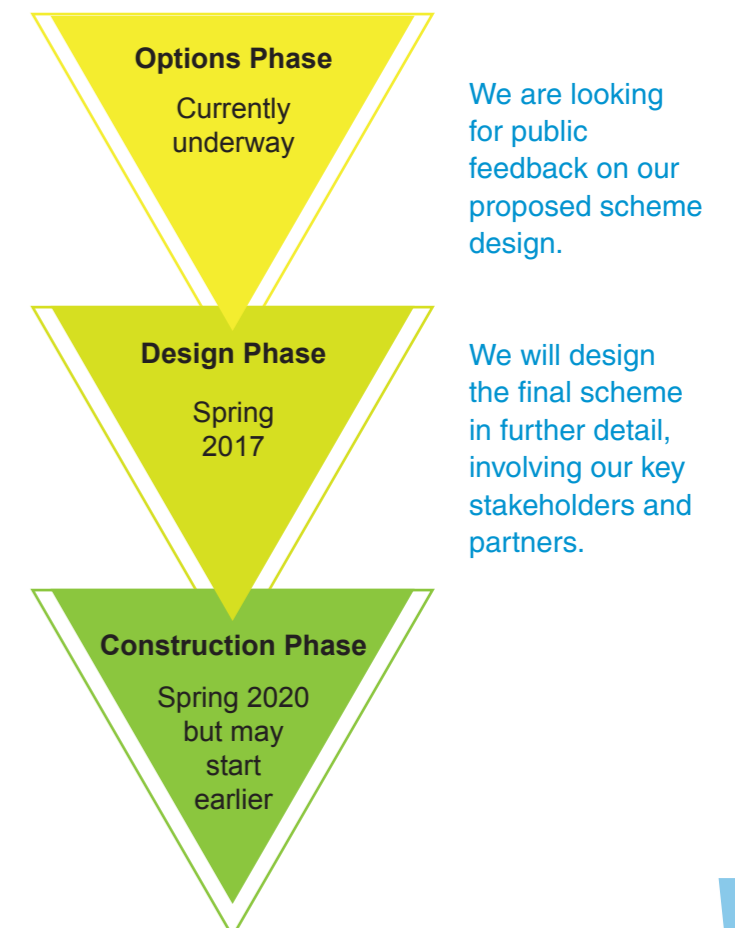 Options Phase
Currently
underway
We are looking
for public
feedback on our
proposed scheme
design.
Design Phase
Spring
2017
We will design
the final scheme
in further detail,
involving our key
stakeholders and
partners.
Construction Phase
Spring 2020
but may
start
earlier